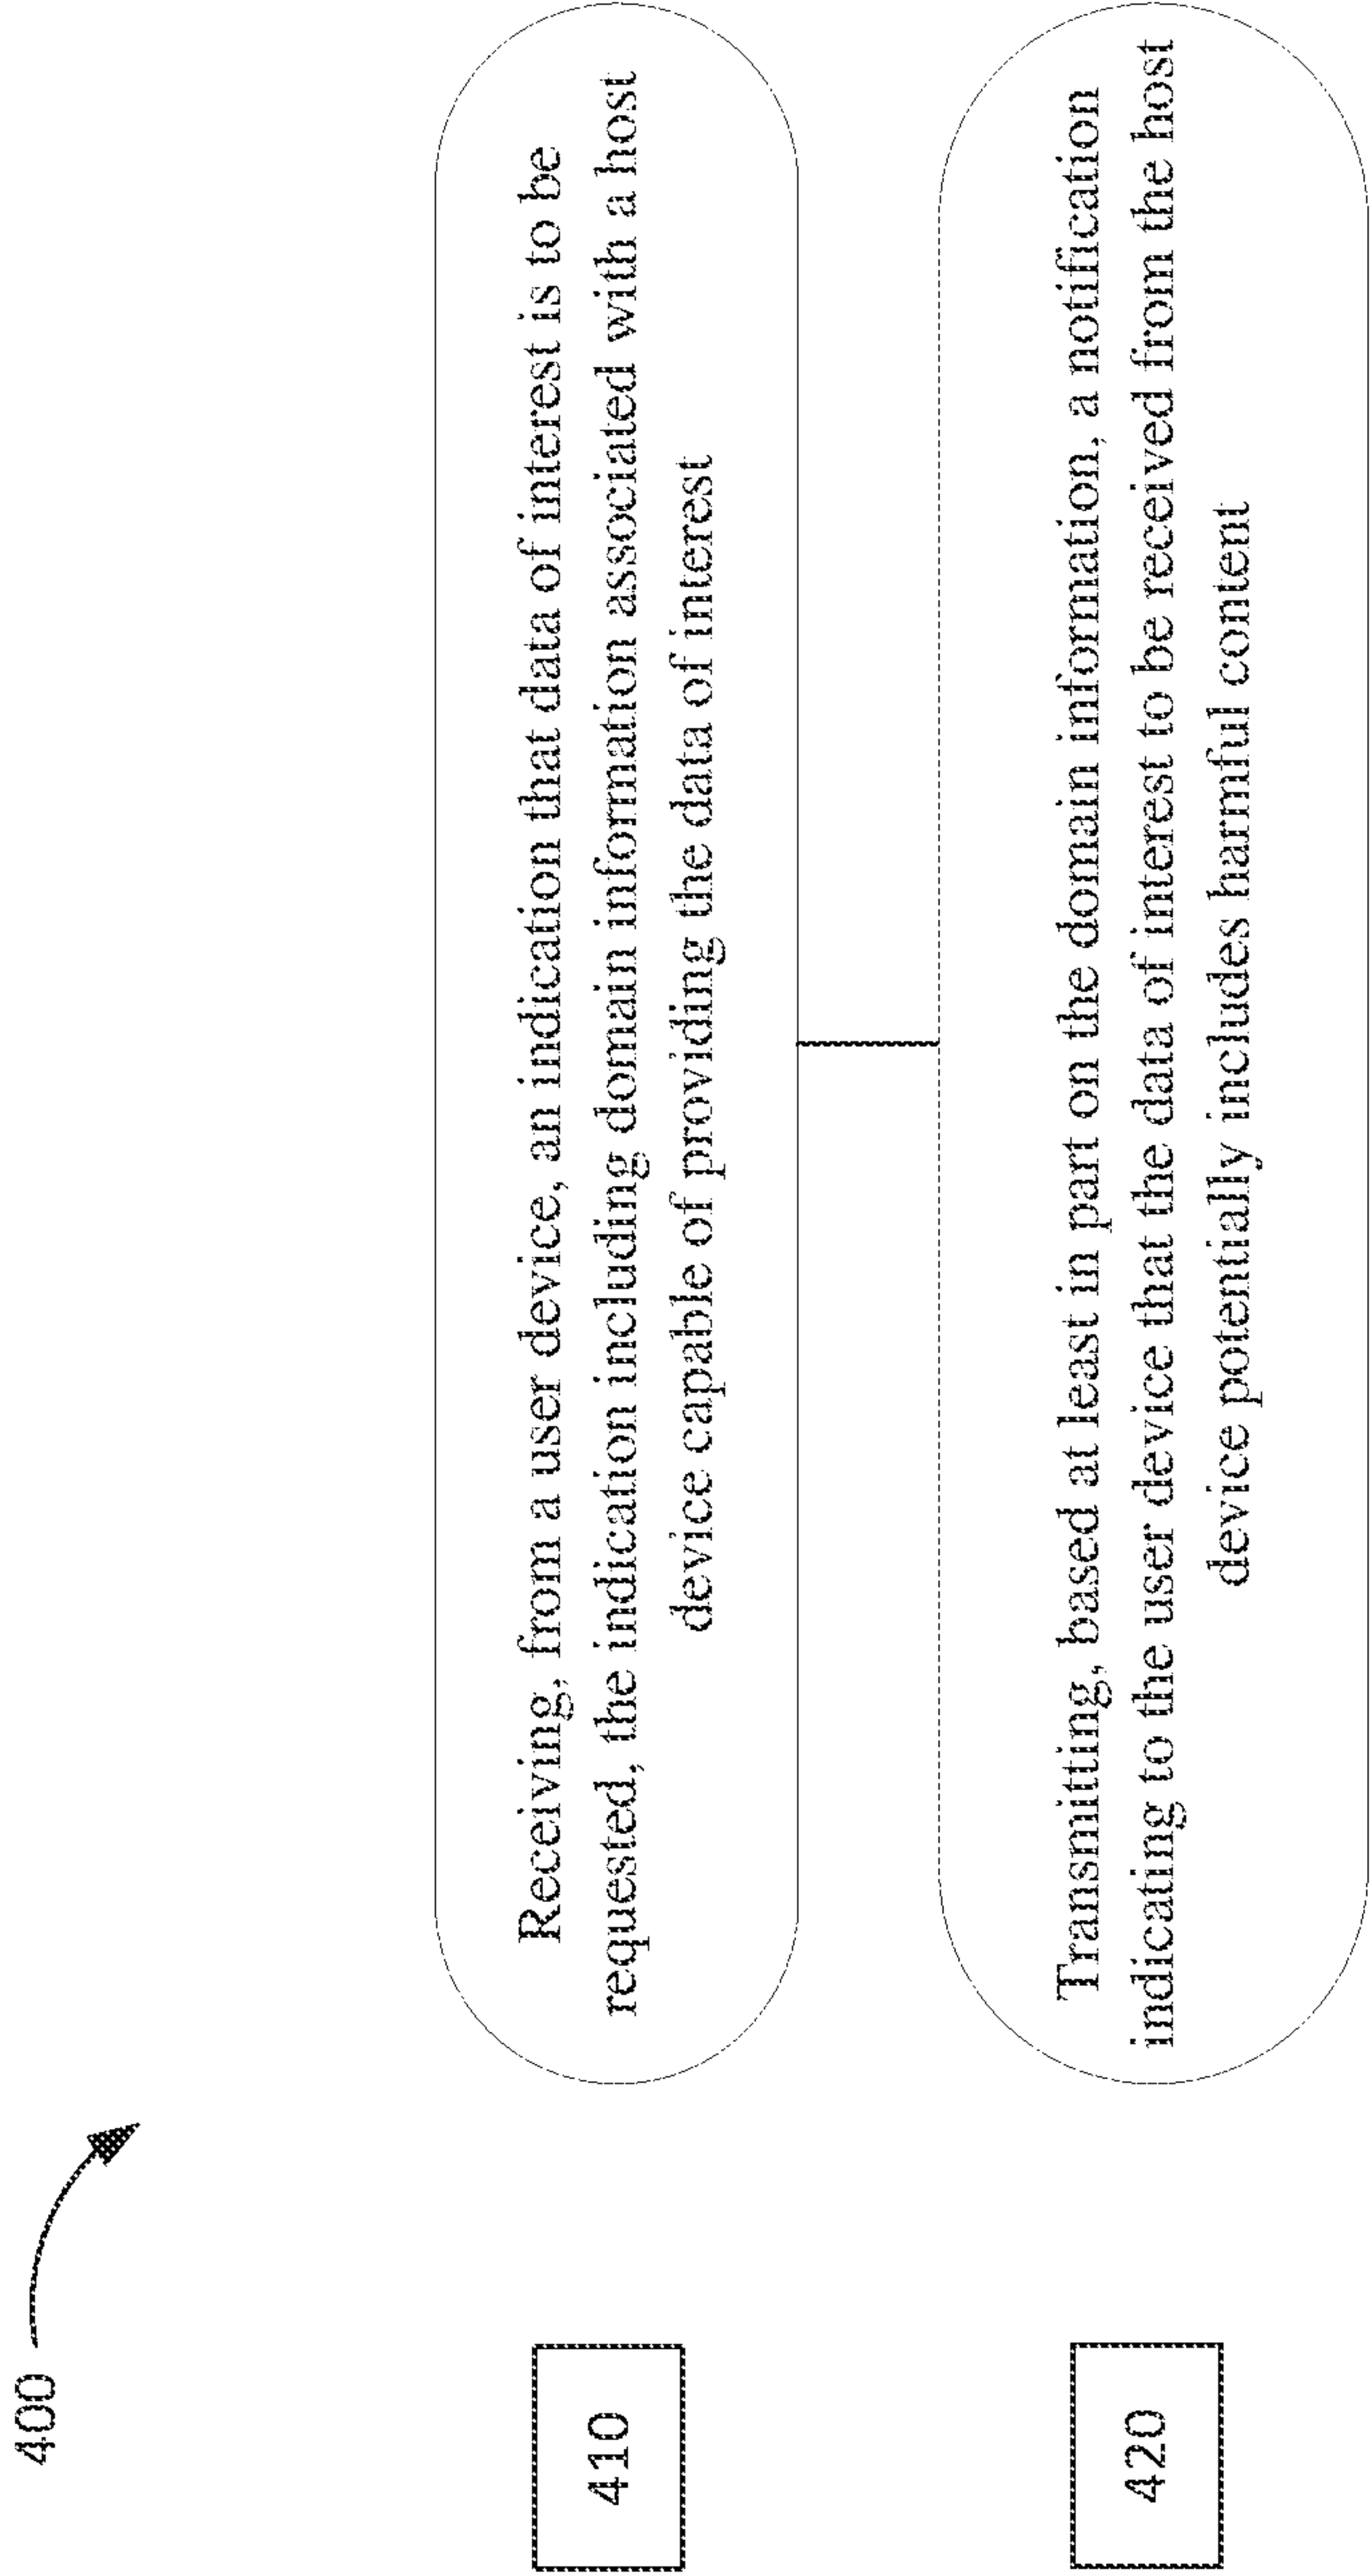 400
410
Receiving, from a user device, an indication that data of interest is to be
requested, the indication including domain information associated with a host
device capable of providing the data of interest
420
Transmitting, based at least in part on the domain information, a notification
indicating to the user device that the data of interest to be received from the host
device potentially includes harmful content